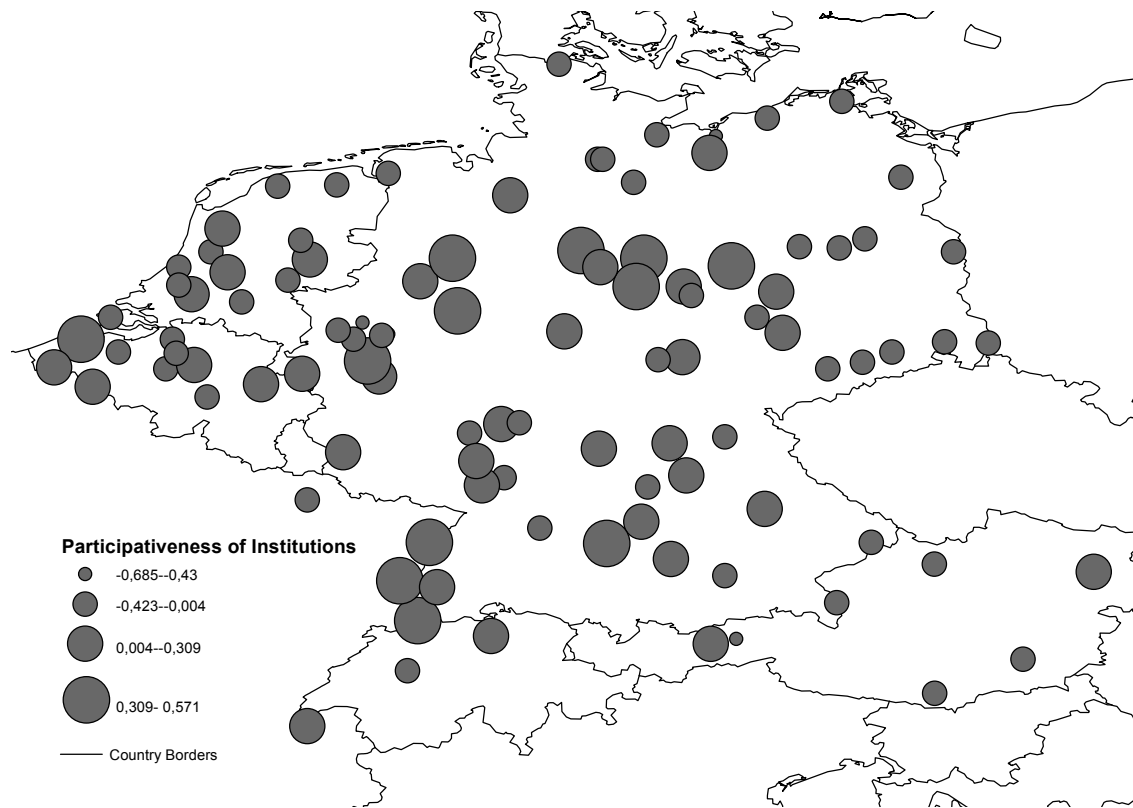 Participativeness of Institutions
-0,685--0,43
-0,423--0,004
0,004--0,309
0,309- 0,571
Country Borders